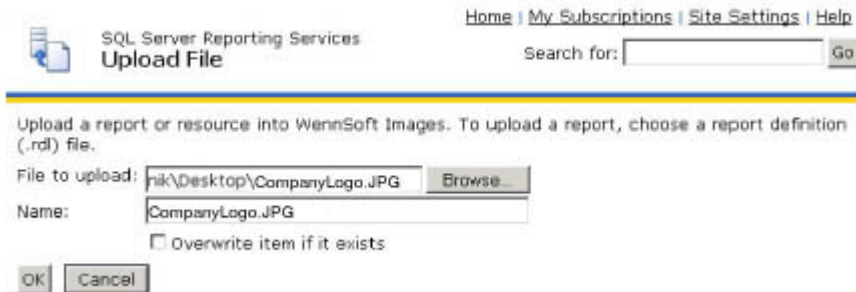 Home | My Subscriptions | Site Settings | Help
SQL Server Reporting Services
Upload File
Search for:
Go
Upload a report or resource into WennSoft Images. To upload a report, choose a report definition
(.rdl) file.
File to upload: nik\Desktop\CompanyLogo.JPG Browse...
Name: CompanyLogo.JPG
Overwrite item if it exists
OK Cancel